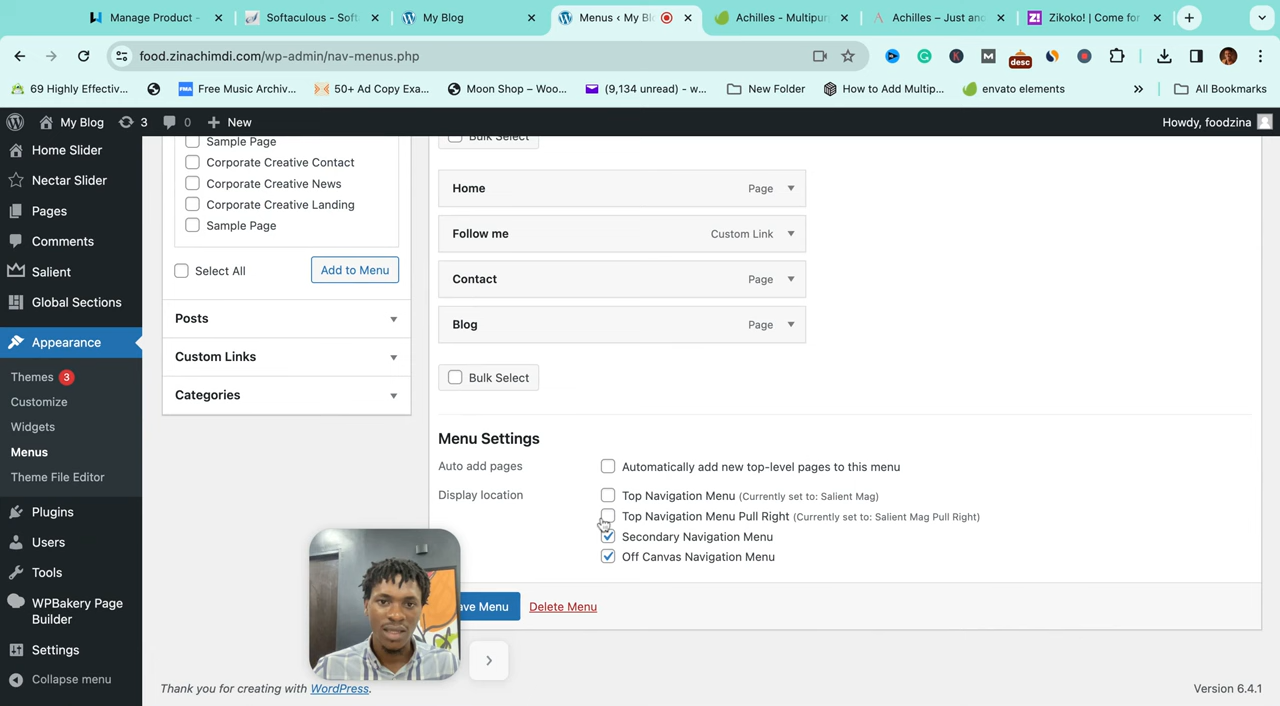 Manage Product -
Softaculous - Soft
My Blog
Menus ‹ My Bl
Achilles - Multipur
Achilles – Just an
Zikoko! | Come for
food.zinachimdi.com/wp-admin/nav-menus.php
desc
69 Highly Effectiv...
Free Music Archiv...
50+ Ad Copy Exa...
Moon Shop – Woo...
(9,134 unread) - w...
New Folder
How to Add Multip...
envato elements
»
All Bookmarks
My Blog
3
0
New
Howdy, foodzina
Home Slider
Nectar Slider
Pages
Comments
Salient
Global Sections
Appearance
Themes 3
Customize
Widgets
Menus
Theme File Editor
Plugins
Users
Tools
WPBakery Page
Builder
Settings
Collapse menu
Sample Page
Corporate Creative Contact
Corporate Creative News
Corporate Creative Landing
Sample Page
Select All
Add to Menu
Posts
Custom Links
Categories
Bulk Select
Home Page
Follow me Custom Link
Contact Page
Blog Page
Bulk Select
Menu Settings
Auto add pages
Automatically add new top-level pages to this menu
Display location
Top Navigation Menu (Currently set to: Salient Mag)
Top Navigation Menu Pull Right (Currently set to: Salient Mag Pull Right)
Secondary Navigation Menu
Off Canvas Navigation Menu
Menu
Delete Menu
Thank you for creating with WordPress.
Version 6.4.1